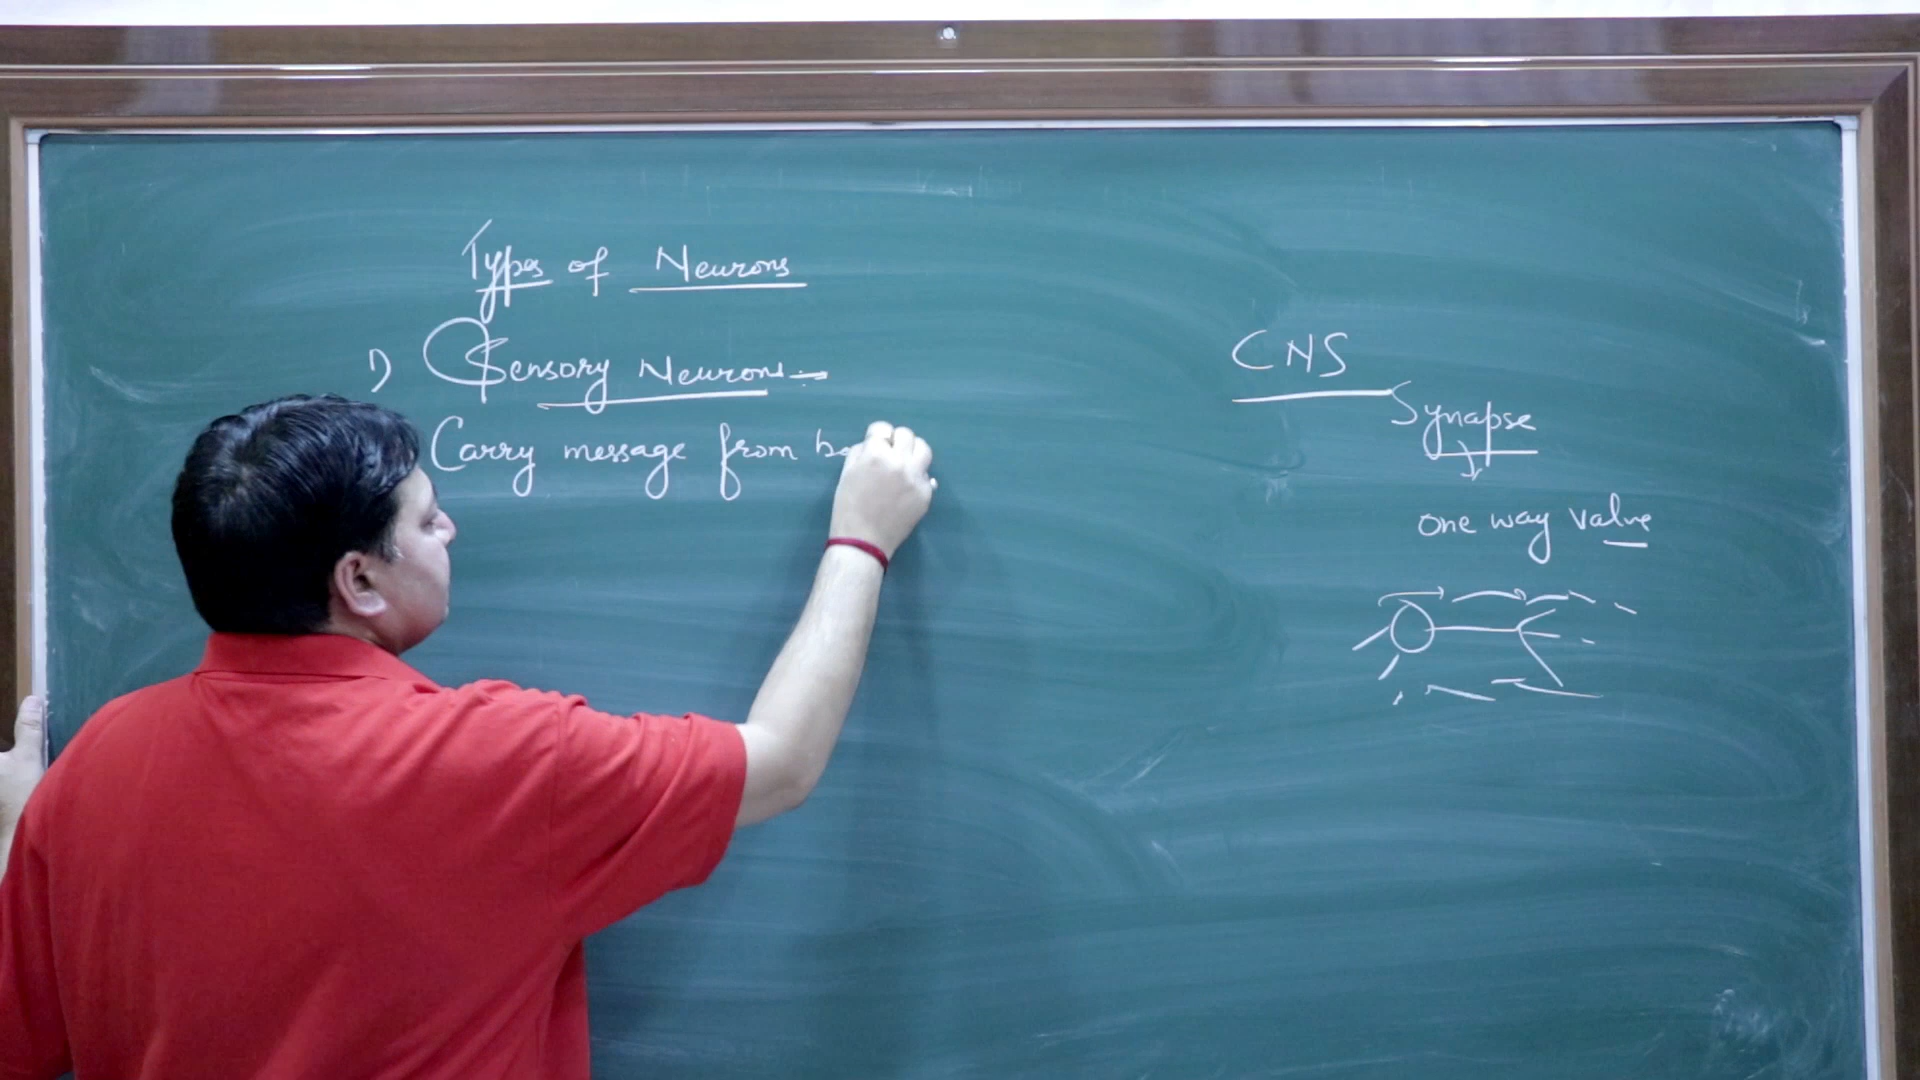 Types of Neurons
1) Sensory Neurons :-
Carry message from
CNS
Synapse
one way valve